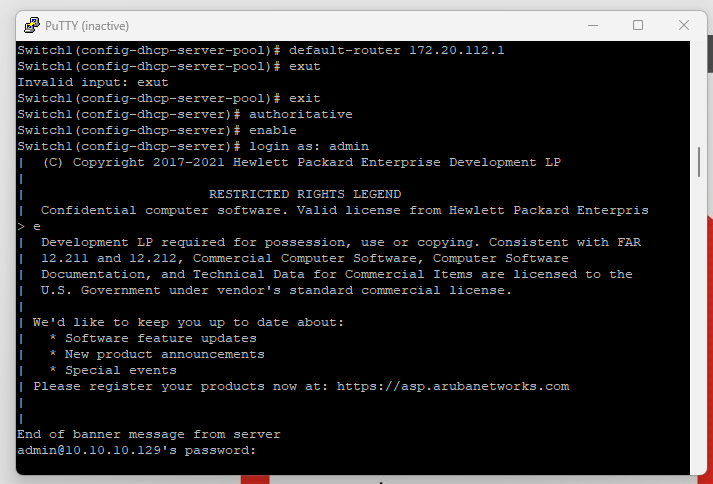 PuTTY (inactive)
Switch1(config-dhcp-server-pool)# default-router 172.20.112.1
Switch1(config-dhcp-server-pool)# exut
Invalid input: exut
Switch1(config-dhcp-server-pool)# exit
Switch1(config-dhcp-server)# authoritative
Switch1(config-dhcp-server)# enable
Switch1(config-dhcp-server)# login as: admin
|  (C) Copyright 2017-2021 Hewlett Packard Enterprise Development LP
|
|                       RESTRICTED RIGHTS LEGEND
|  Confidential computer software. Valid license from Hewlett Packard Enterpris
> e
|  Development LP required for possession, use or copying. Consistent with FAR
|  12.211 and 12.212, Commercial Computer Software, Computer Software
|  Documentation, and Technical Data for Commercial Items are licensed to the
|  U.S. Government under vendor's standard commercial license.
|
| We'd like to keep you up to date about:
|   * Software feature updates
|   * New product announcements
|   * Special events
| Please register your products now at: https://asp.arubanetworks.com
|
|
End of banner message from server
admin@10.10.10.129's password: